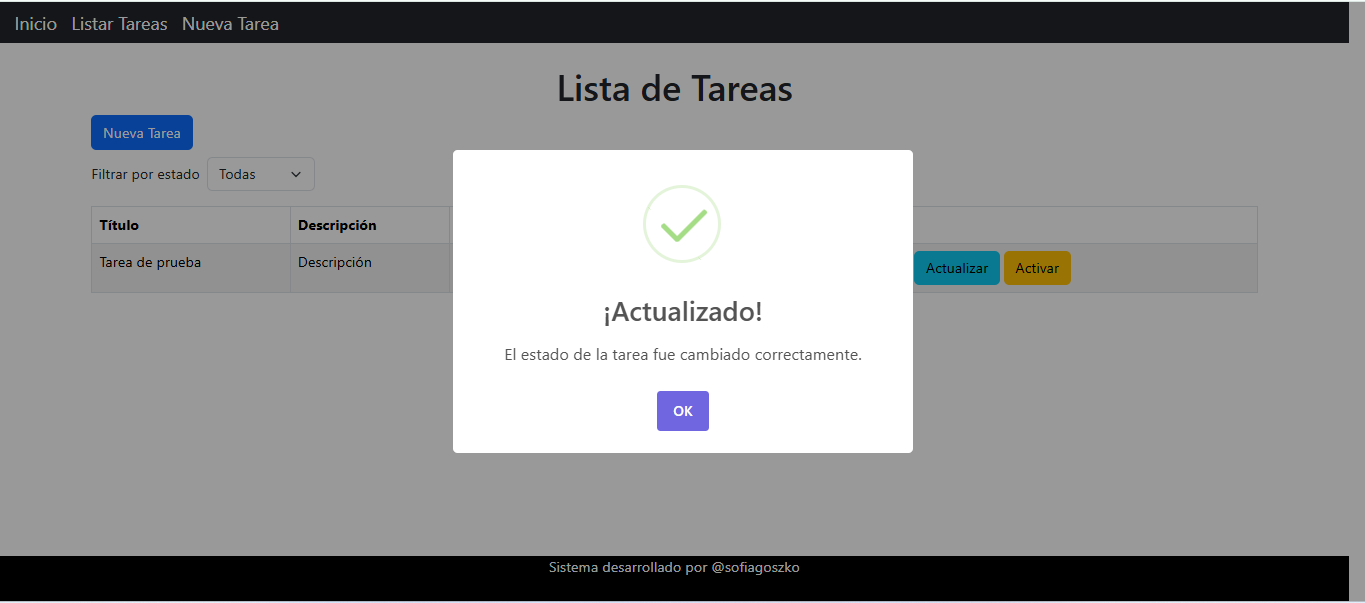 Inicio Listar Tareas Nueva Tarea
Lista de Tareas
Nueva Tarea
Filtrar por estado Todas
Título Descripción
Tarea de prueba Descripción Actualizar Activar
¡Actualizado!
El estado de la tarea fue cambiado correctamente.
OK
Sistema desarrollado por @sofiagoszko